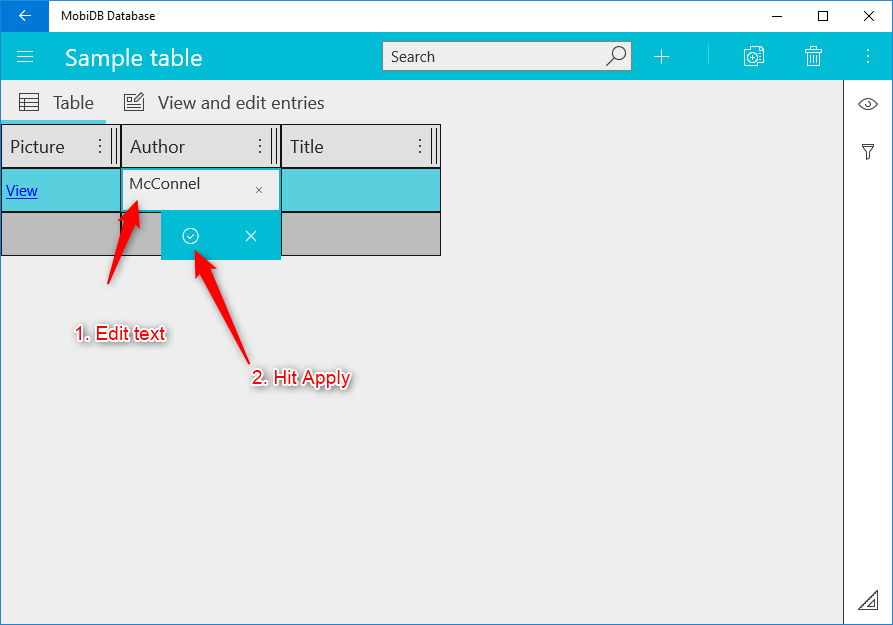 MobiDB Database
Sample table
Search
Table
View and edit entries
Picture
Author
Title
View
McConnel
1. Edit text
2. Hit Apply